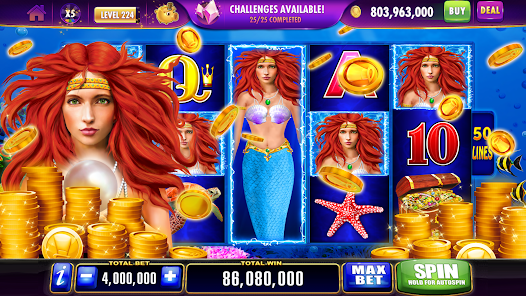 X5
LEVEL 224
CHALLENGES AVAILABLE!
25/25 COMPLETED
803,963,000
BUY
DEAL
Q
A
10
50
LINES
TOTAL BET
4,000,000
TOTAL WIN
86,080,000
MAX
BET
SPIN
HOLD FOR AUTOSPIN